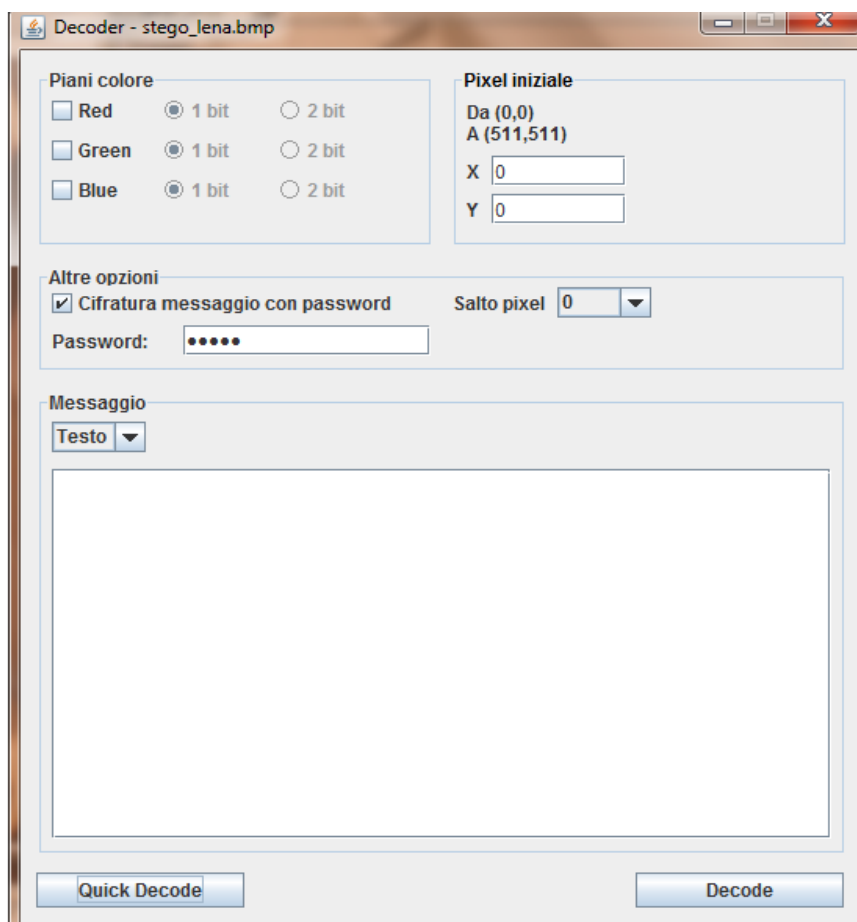 Decoder - stego_lena.bmp
Piani colore
Red 1 bit 2 bit
Green 1 bit 2 bit
Blue 1 bit 2 bit
Pixel iniziale
Da (0,0)
A (511,511)
X 0
Y 0
Altre opzioni
Cifratura messaggio con password Salto pixel 0
Password: •••••
Messaggio
Testo
Quick Decode Decode